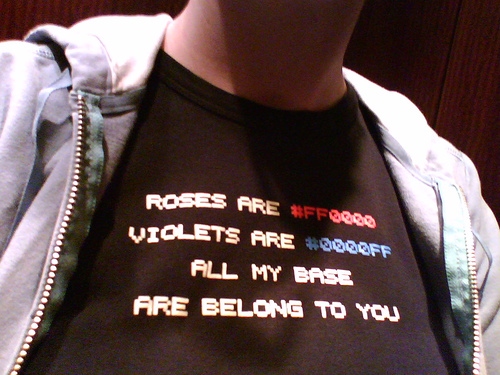 ROSES ARE #FF0000
VIOLETS ARE #0000FF
ALL MY BASE
ARE BELONG TO YOU